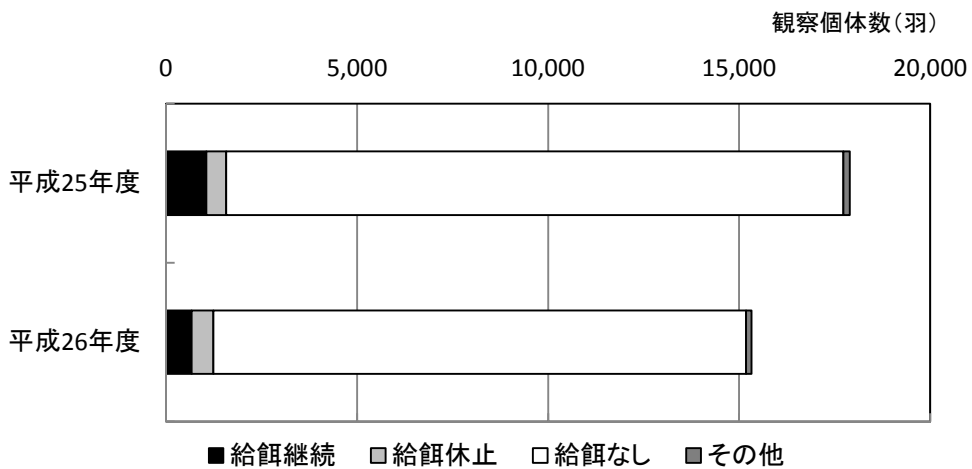 観察個体数(羽)
0 5,000 10,000 15,000 20,000
平成25年度
平成26年度
給餌継続 給餌休止 給餌なし その他